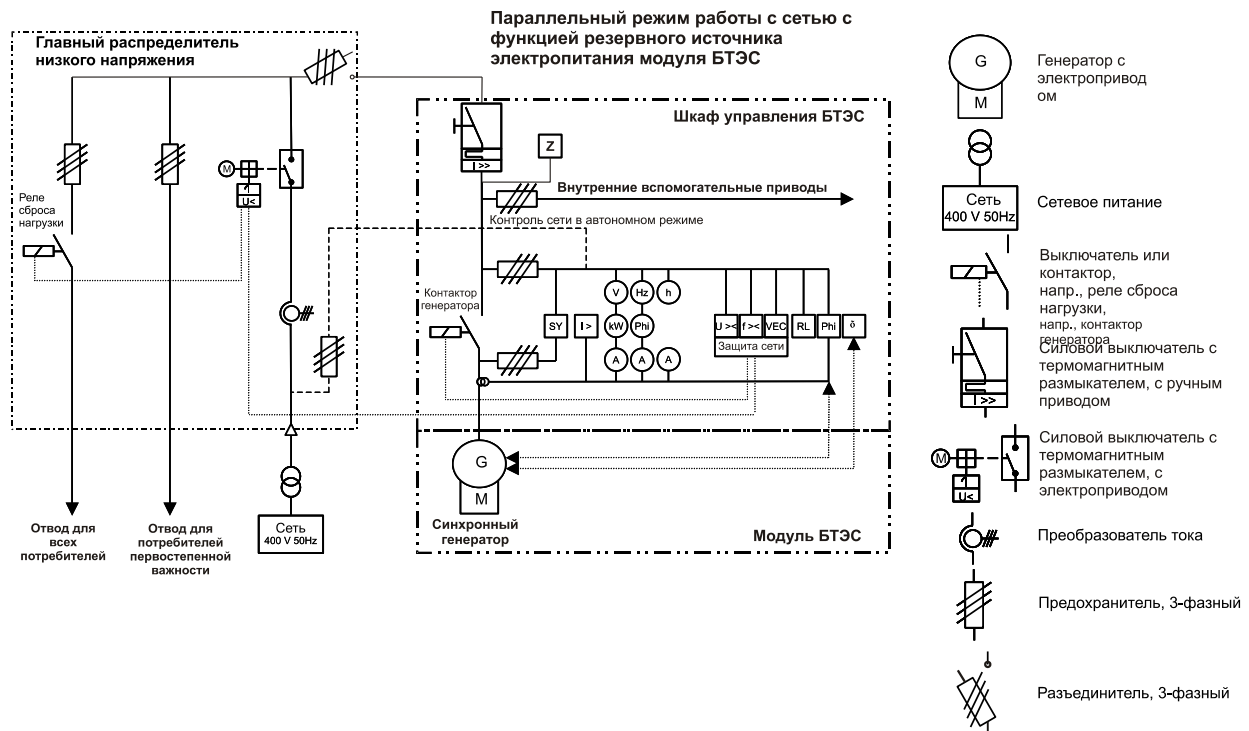 Параллельный режим работы с сетью с
функцией резервного источника
электропитания модуля БТЭС
Главный распределитель
низкого напряжения
Реле
сброса
нагрузки
M
U<
Отвод для
всех
потребителей
Отвод для
потребителей
первостепенной
важности
Сеть
400 V 50Hz
Шкаф управления БТЭС
I >>
Z
Внутренние вспомогательные приводы
Контроль сети в автономном режиме
Контактор
генератора
SY
I >
V
Hz
h
kW
Phi
A
A
A
U ><
f ><
VEC
Защита сети
RL
Phi
δ
G
M
Синхронный
генератор
Модуль БТЭС
G
M
Генератор с
электропривод
ом
Сеть
400 V 50Hz
Сетевое питание
Выключатель или
контактор,
напр., реле сброса
нагрузки,
напр., контактор
генератора
I >>
Силовой выключатель с
термомагнитным
размыкателем, с ручным
приводом
M
U<
Силовой выключатель с
термомагнитным
размыкателем, с
электроприводом
Преобразователь тока
Предохранитель, 3-фазный
Разъединитель, 3-фазный